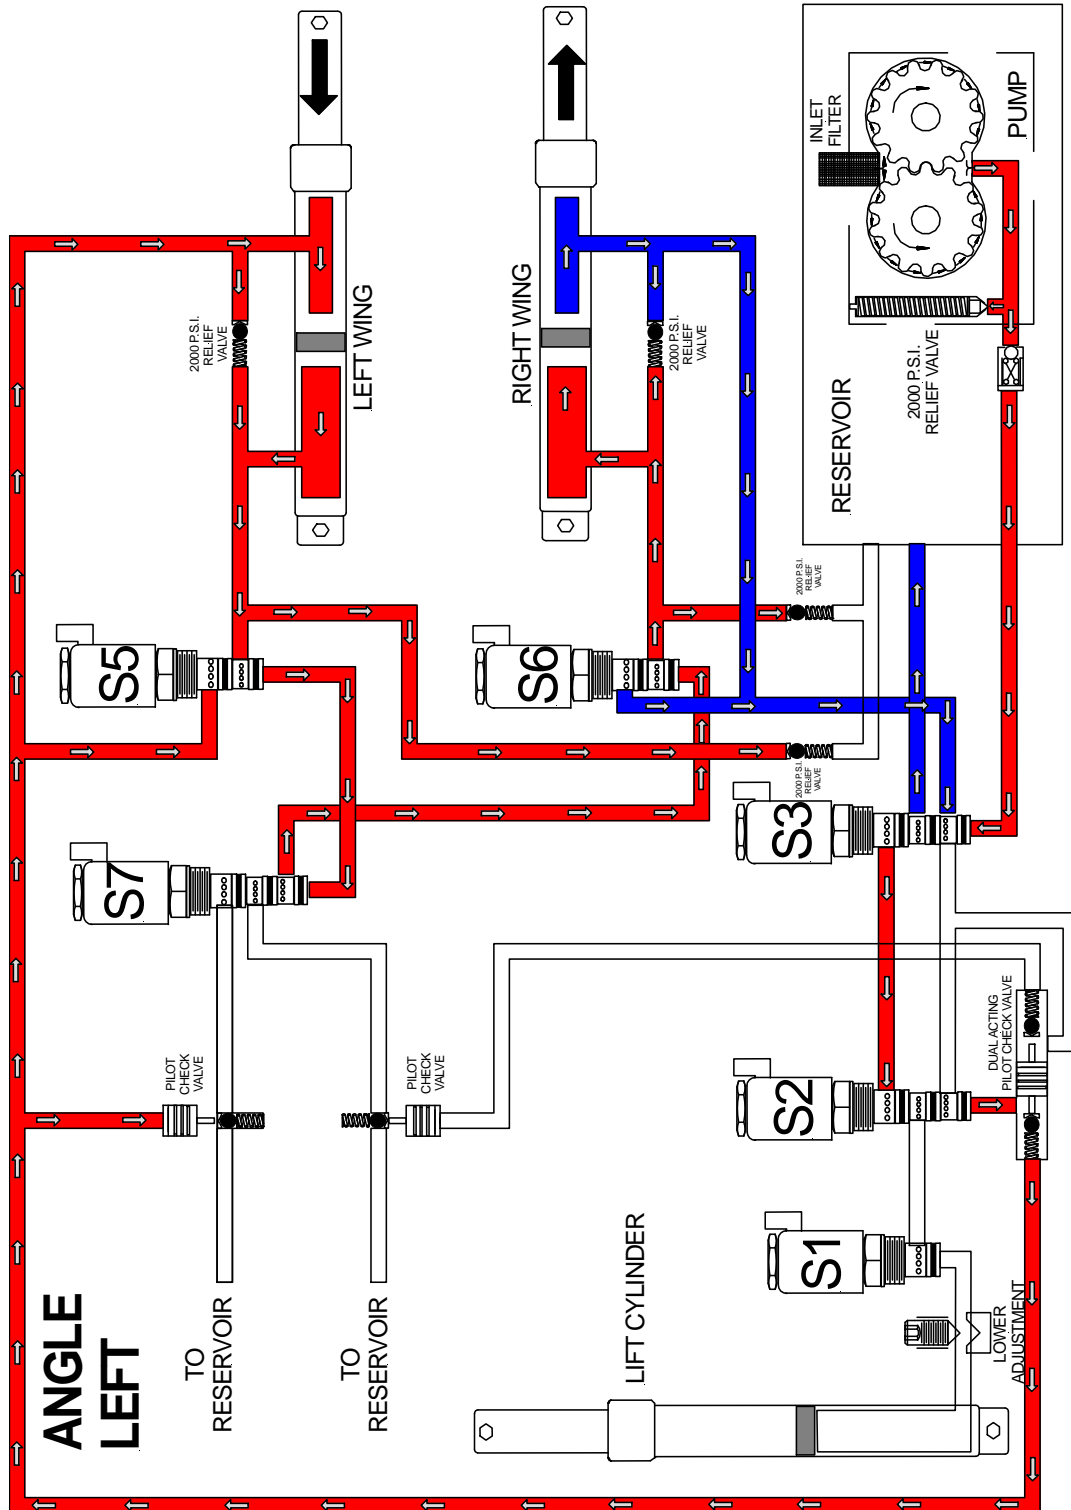 ANGLE
LEFT
TO
RESERVOIR
TO
RESERVOIR
PILOT
CHECK
VALVE
PILOT
CHECK
VALVE
S7
S5
2000 P.S.I.
RELIEF
VALVE
LEFT WING
RIGHT WING
2000 P.S.I.
RELIEF
VALVE
S6
2000 P.S.I.
RELIEF
VALVE
2000 P.S.I.
RELIEF
VALVE
RESERVOIR
2000 P.S.I.
RELIEF VALVE
INLET
FILTER
PUMP
S3
S2
S1
DUAL ACTING
PILOT CHECK VALVE
LIFT CYLINDER
LOWER
ADJUSTMENT